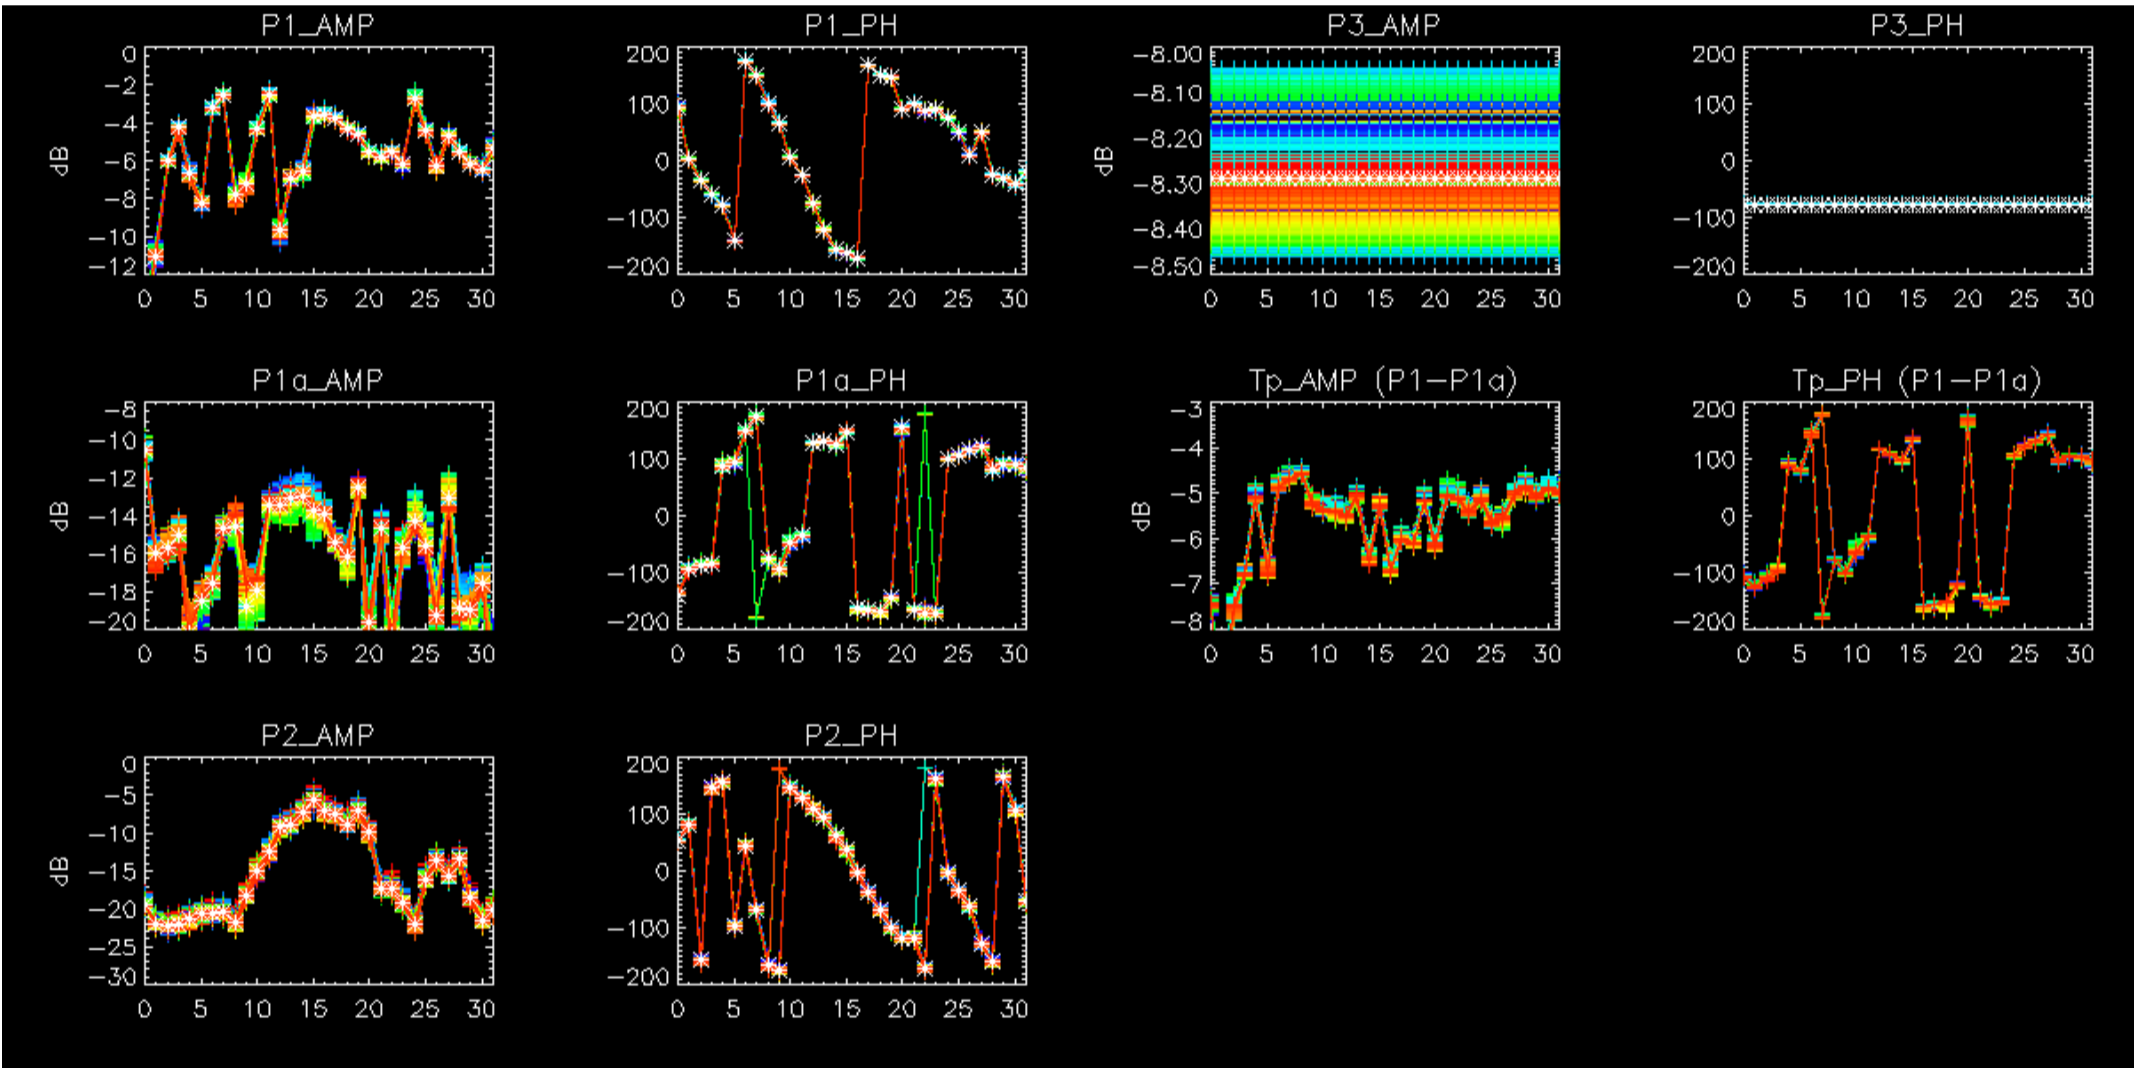 P1_AMP
0
−2
−4
−6
−8
−10
−12
dB
0 5 10 15 20 25 30
P1_PH
200
100
0
−100
−200
0 5 10 15 20 25 30
P3_AMP
−8.00
−8.10
−8.20
−8.30
−8.40
−8.50
dB
0 5 10 15 20 25 30
P3_PH
200
100
0
−100
−200
0 5 10 15 20 25 30
P1a_AMP
−8
−10
−12
−14
−16
−18
−20
dB
0 5 10 15 20 25 30
P1a_PH
200
100
0
−100
−200
0 5 10 15 20 25 30
Tp_AMP (P1−P1a)
−3
−4
−5
−6
−7
−8
dB
0 5 10 15 20 25 30
Tp_PH (P1−P1a)
200
100
0
−100
−200
0 5 10 15 20 25 30
P2_AMP
0
−5
−10
−15
−20
−25
−30
dB
0 5 10 15 20 25 30
P2_PH
200
100
0
−100
−200
0 5 10 15 20 25 30